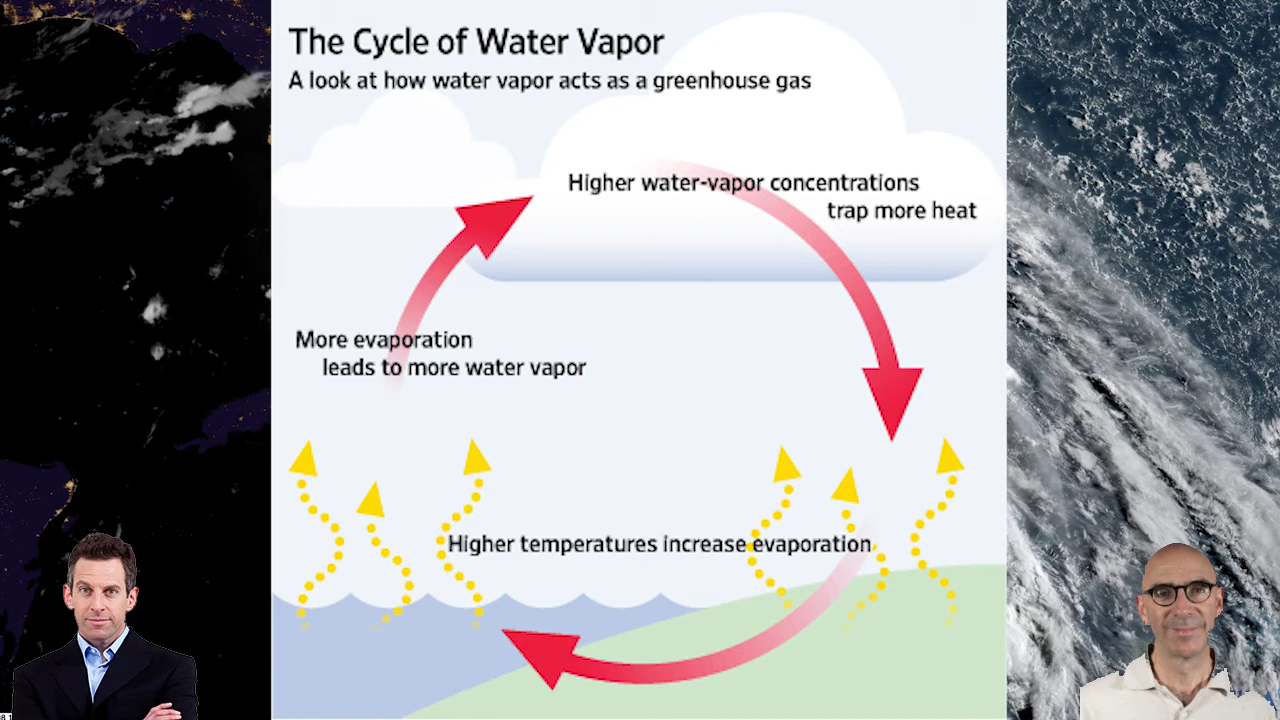 The Cycle of Water Vapor
A look at how water vapor acts as a greenhouse gas
Higher water-vapor concentrations
trap more heat
More evaporation
leads to more water vapor
Higher temperatures increase evaporation